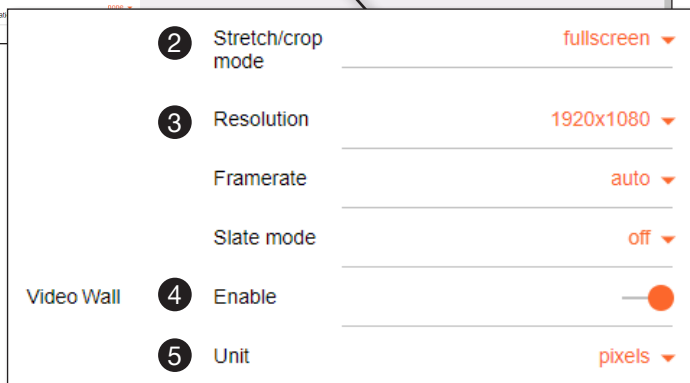 2 Stretch/crop mode fullscreen
3 Resolution 1920x1080
Framerate auto
Slate mode off
Video Wall 4 Enable
5 Unit pixels